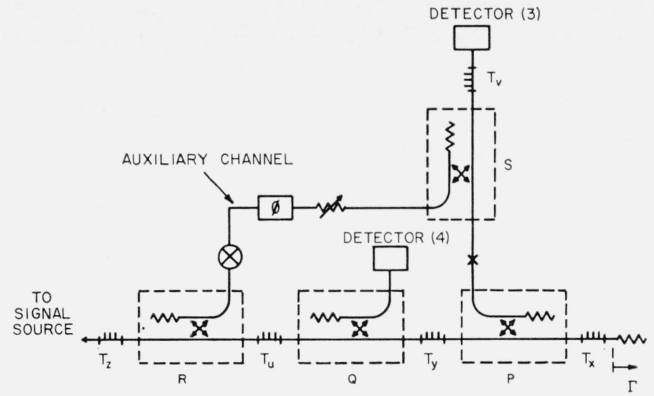 DETECTOR (3)
Tv
S
AUXILIARY CHANNEL
Ø
DETECTOR (4)
TO
SIGNAL
SOURCE
Tz
Tu
Ty
Tx
Γ
R
Q
P